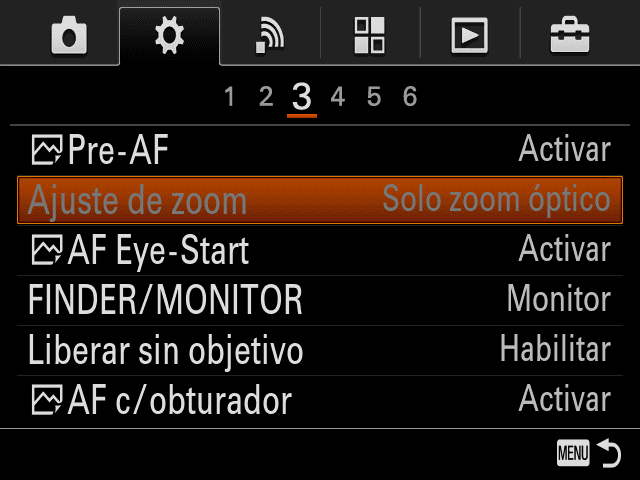 1 2 3 4 5 6
Pre-AF Activar
Ajuste de zoom Solo zoom óptico
AF Eye-Start Activar
FINDER/MONITOR Monitor
Liberar sin objetivo Habilitar
AF c/obturador Activar
MENU